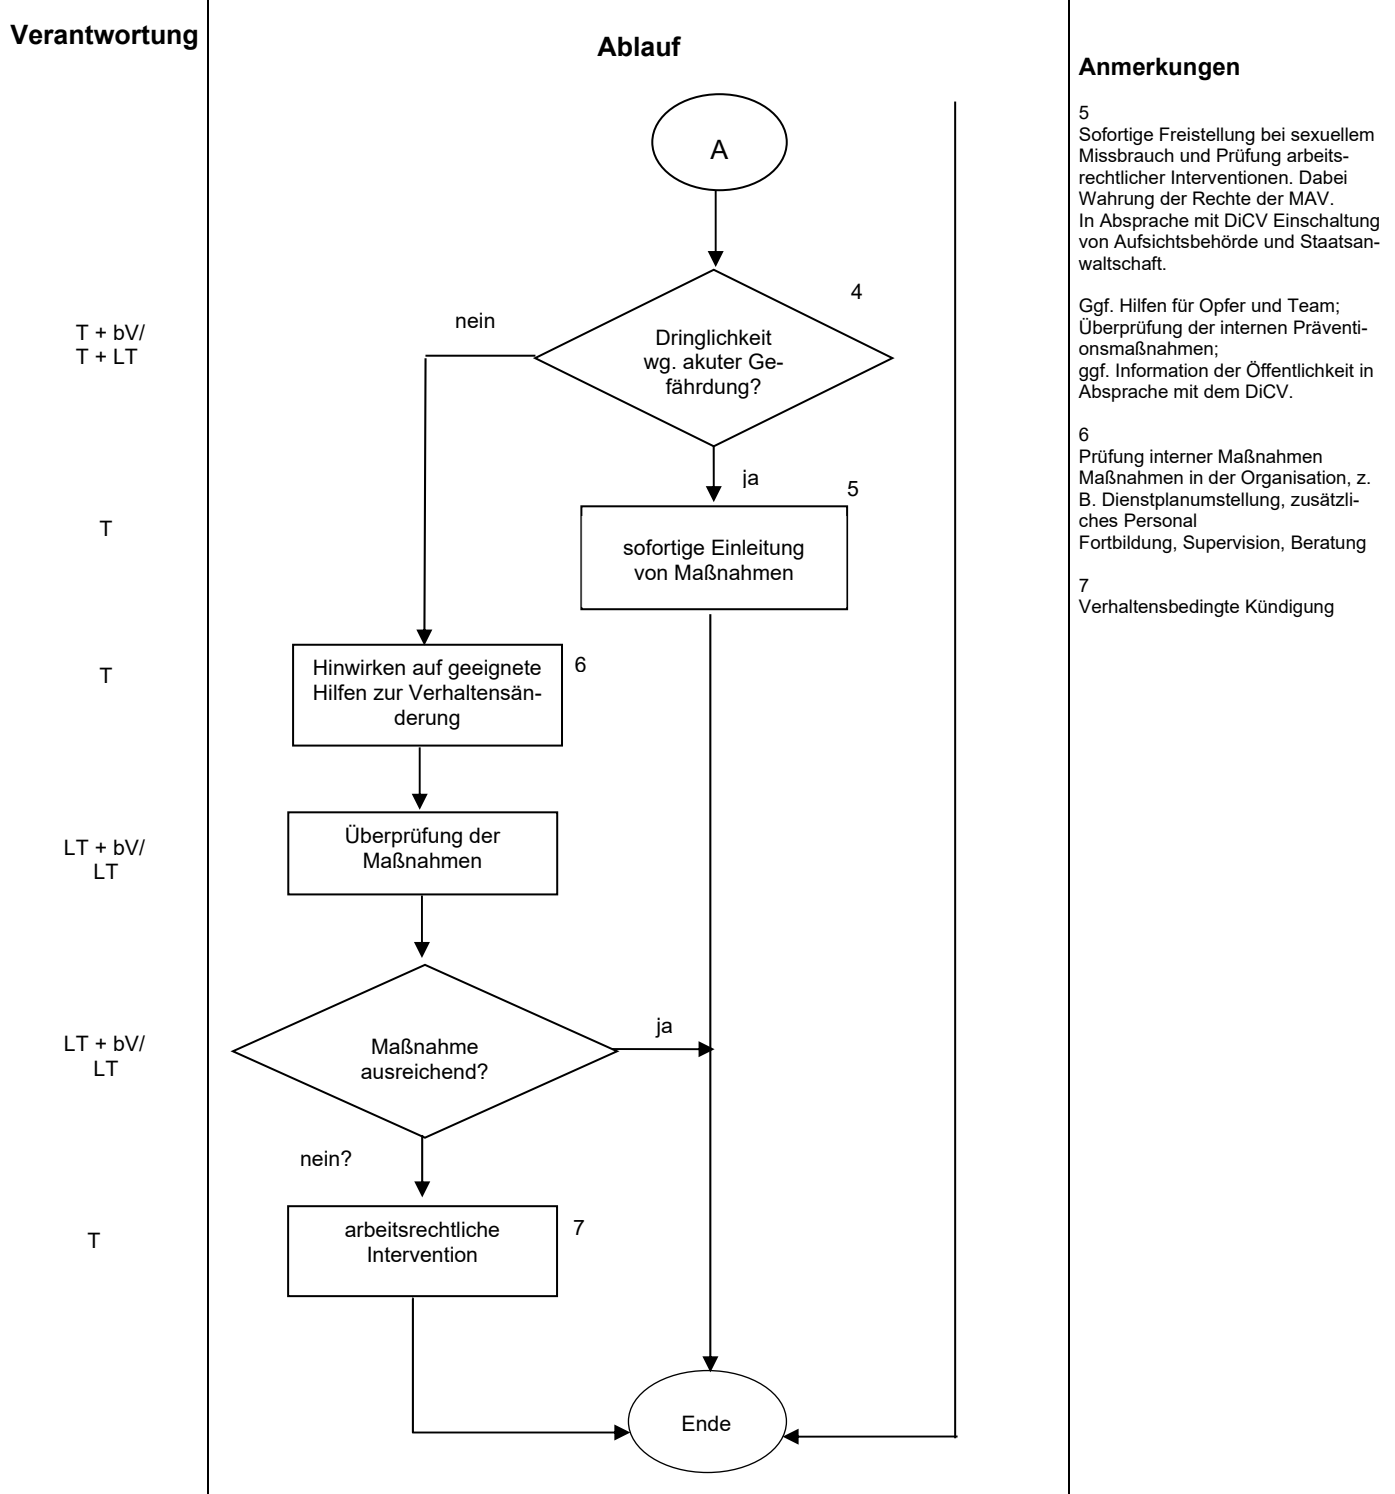 Verantwortung
Ablauf
Anmerkungen
A
4
nein
T + bV/
T + LT
Dringlichkeit
wg. akuter Ge-
fährdung?
ja
5
T
sofortige Einleitung
von Maßnahmen
T
Hinwirken auf geeignete
Hilfen zur Verhaltensän-
derung
6
LT + bV/
LT
Überprüfung der
Maßnahmen
LT + bV/
LT
Maßnahme
ausreichend?
ja
nein?
T
arbeitsrechtliche
Intervention
7
Ende
5
Sofortige Freistellung bei sexuellem
Missbrauch und Prüfung arbeits-
rechtlicher Interventionen. Dabei
Wahrung der Rechte der MAV.
In Absprache mit DiCV Einschaltung
von Aufsichtsbehörde und Staatsan-
waltschaft.
Ggf. Hilfen für Opfer und Team;
Überprüfung der internen Präventi-
onsmaßnahmen;
ggf. Information der Öffentlichkeit in
Absprache mit dem DiCV.
6
Prüfung interner Maßnahmen
Maßnahmen in der Organisation, z.
B. Dienstplanumstellung, zusätzli-
ches Personal
Fortbildung, Supervision, Beratung
7
Verhaltensbedingte Kündigung